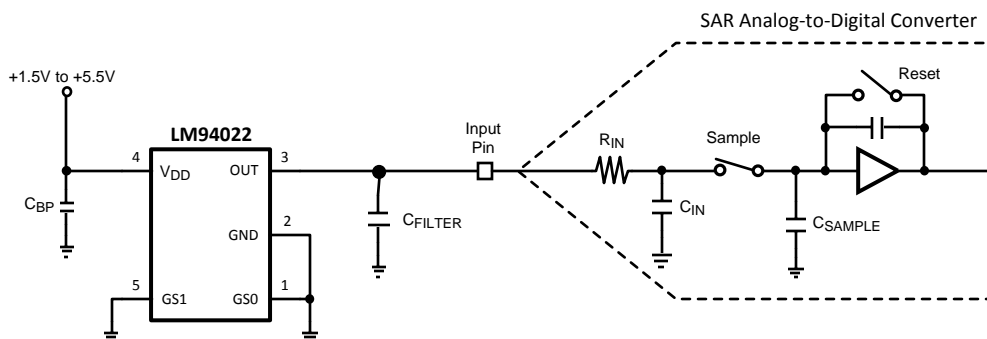 SAR Analog-to-Digital Converter
+1.5V to +5.5V
Reset
LM94022
Input
Pin
RIN
Sample
4
VDD
OUT
3
CBP
CFILTER
CIN
CSAMPLE
GND
2
5
GS1
GS0
1